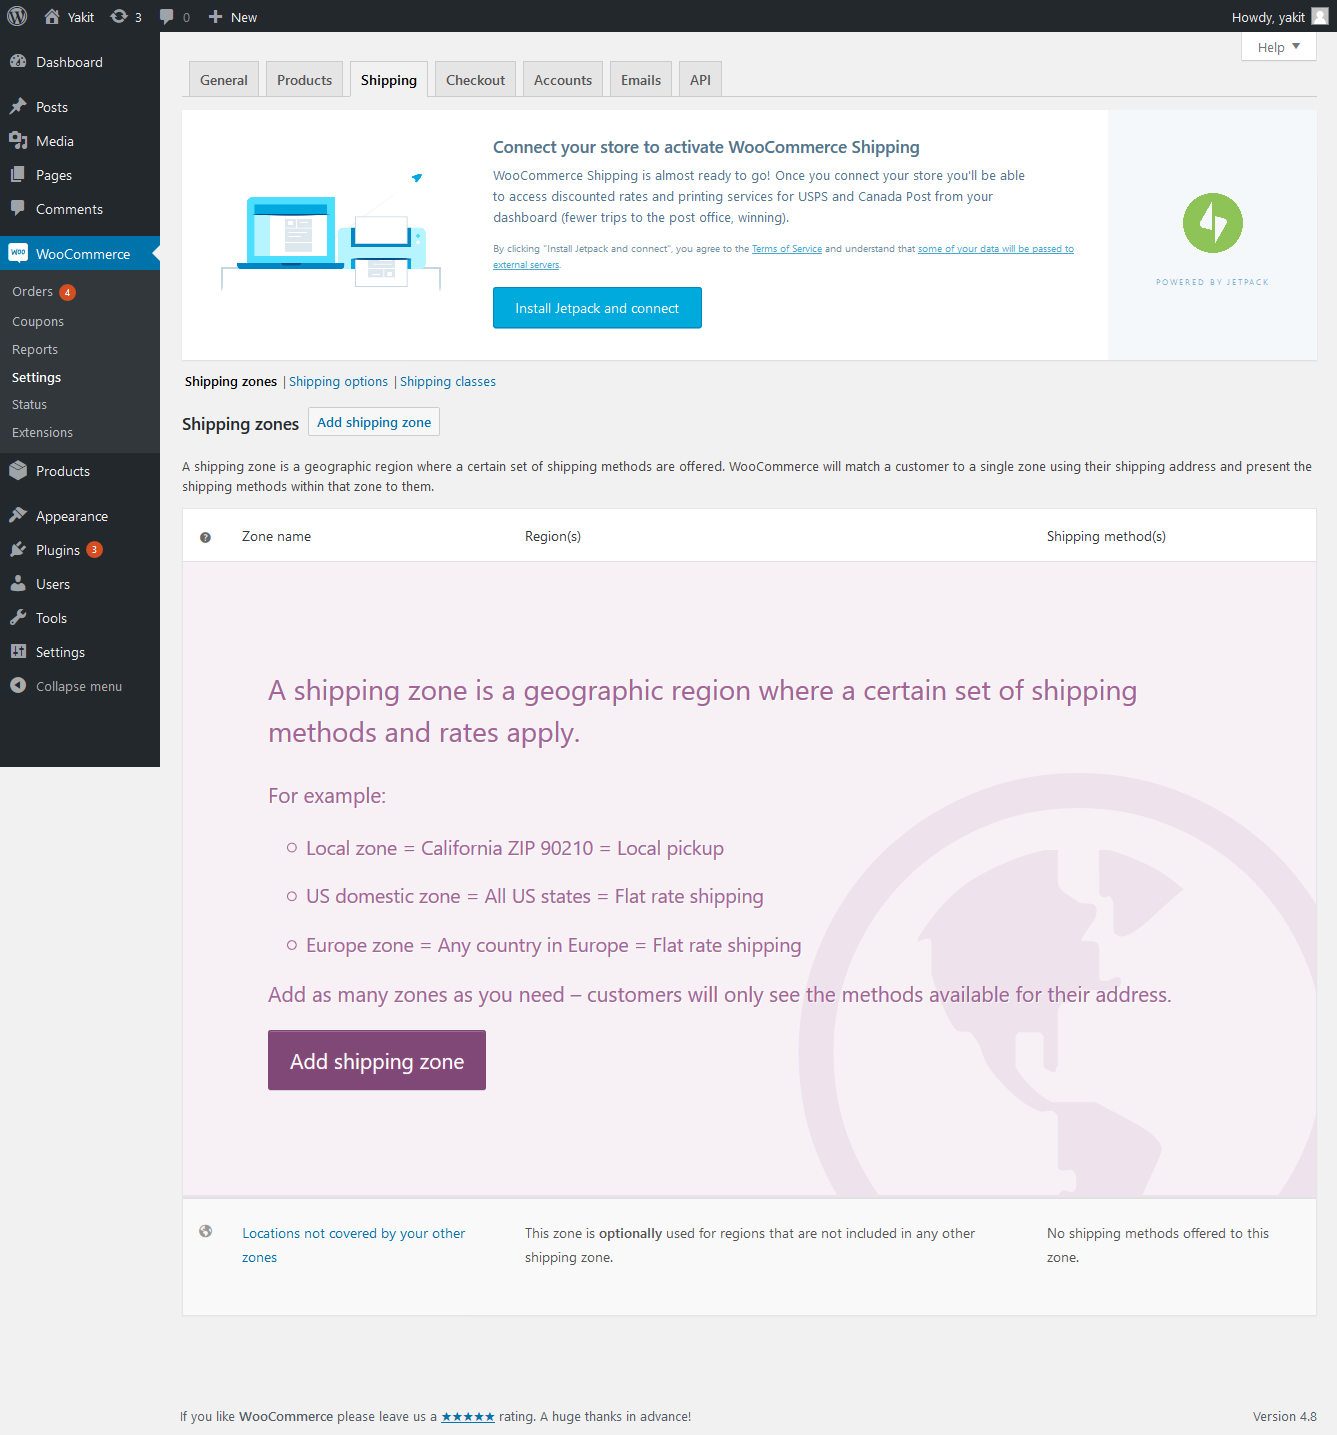 Yakit 3 0 New Howdy, yakit
Help
Dashboard
Posts
Media
Pages
Comments
woo WooCommerce
Orders 4
Coupons
Reports
Settings
Status
Extensions
Products
Appearance
Plugins 3
Users
Tools
Settings
Collapse menu
General Products Shipping Checkout Accounts Emails API
Connect your store to activate WooCommerce Shipping
WooCommerce Shipping is almost ready to go! Once you connect your store you'll be able
to access discounted rates and printing services for USPS and Canada Post from your
dashboard (fewer trips to the post office, winning).
By clicking "Install Jetpack and connect", you agree to the Terms of Service and understand that some of your data will be passed to
external servers.
Install Jetpack and connect
POWERED BY JETPACK
Shipping zones | Shipping options | Shipping classes
Shipping zones Add shipping zone
A shipping zone is a geographic region where a certain set of shipping methods are offered. WooCommerce will match a customer to a single zone using their shipping address and present the
shipping methods within that zone to them.
? Zone name Region(s) Shipping method(s)
A shipping zone is a geographic region where a certain set of shipping
methods and rates apply.
For example:
Local zone = California ZIP 90210 = Local pickup
US domestic zone = All US states = Flat rate shipping
Europe zone = Any country in Europe = Flat rate shipping
Add as many zones as you need – customers will only see the methods available for their address.
Add shipping zone
Locations not covered by your other
zones
This zone is optionally used for regions that are not included in any other
shipping zone.
No shipping methods offered to this
zone.
If you like WooCommerce please leave us a ★★★★★ rating. A huge thanks in advance! Version 4.8